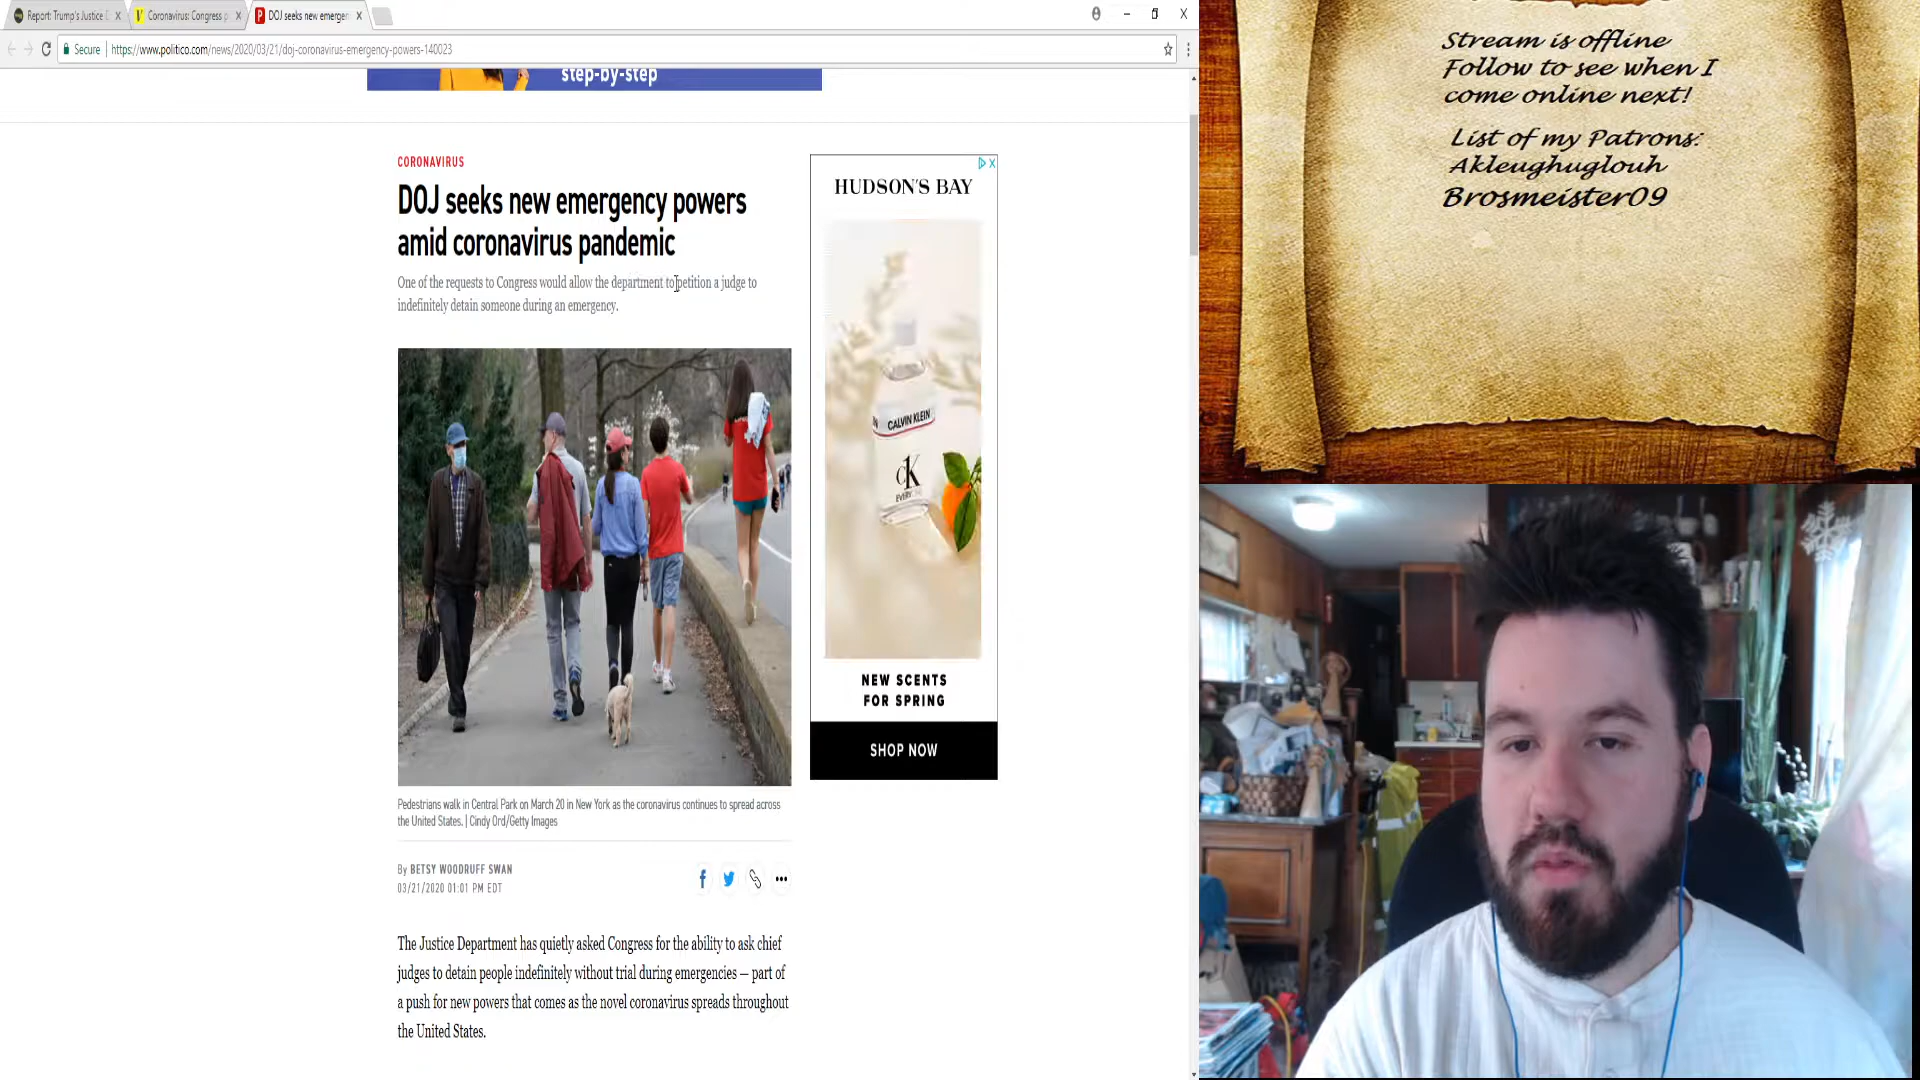 Report: Trump's Justice D
Coronavirus: Congress p
DOJ seeks new emergen
Secure
https://www.politico.com/news/2020/03/21/doj-coronavirus-emergency-powers-140023
step-by-step
CORONAVIRUS
DOJ seeks new emergency powers
amid coronavirus pandemic
One of the requests to Congress would allow the department to petition a judge to
indefinitely detain someone during an emergency.
Pedestrians walk in Central Park on March 20 in New York as the coronavirus continues to spread across
the United States. | Cindy Ord/Getty Images
By BETSY WOODRUFF SWAN
03/21/2020 01:01 PM EDT
The Justice Department has quietly asked Congress for the ability to ask chief
judges to detain people indefinitely without trial during emergencies — part of
a push for new powers that comes as the novel coronavirus spreads throughout
the United States.
HUDSON'S BAY
CALVIN KLEIN
cK
NEW SCENTS
FOR SPRING
SHOP NOW
Stream is offline
Follow to see when I
come online next!
List of my Patrons:
Akleughuglouh
Brosmeister09